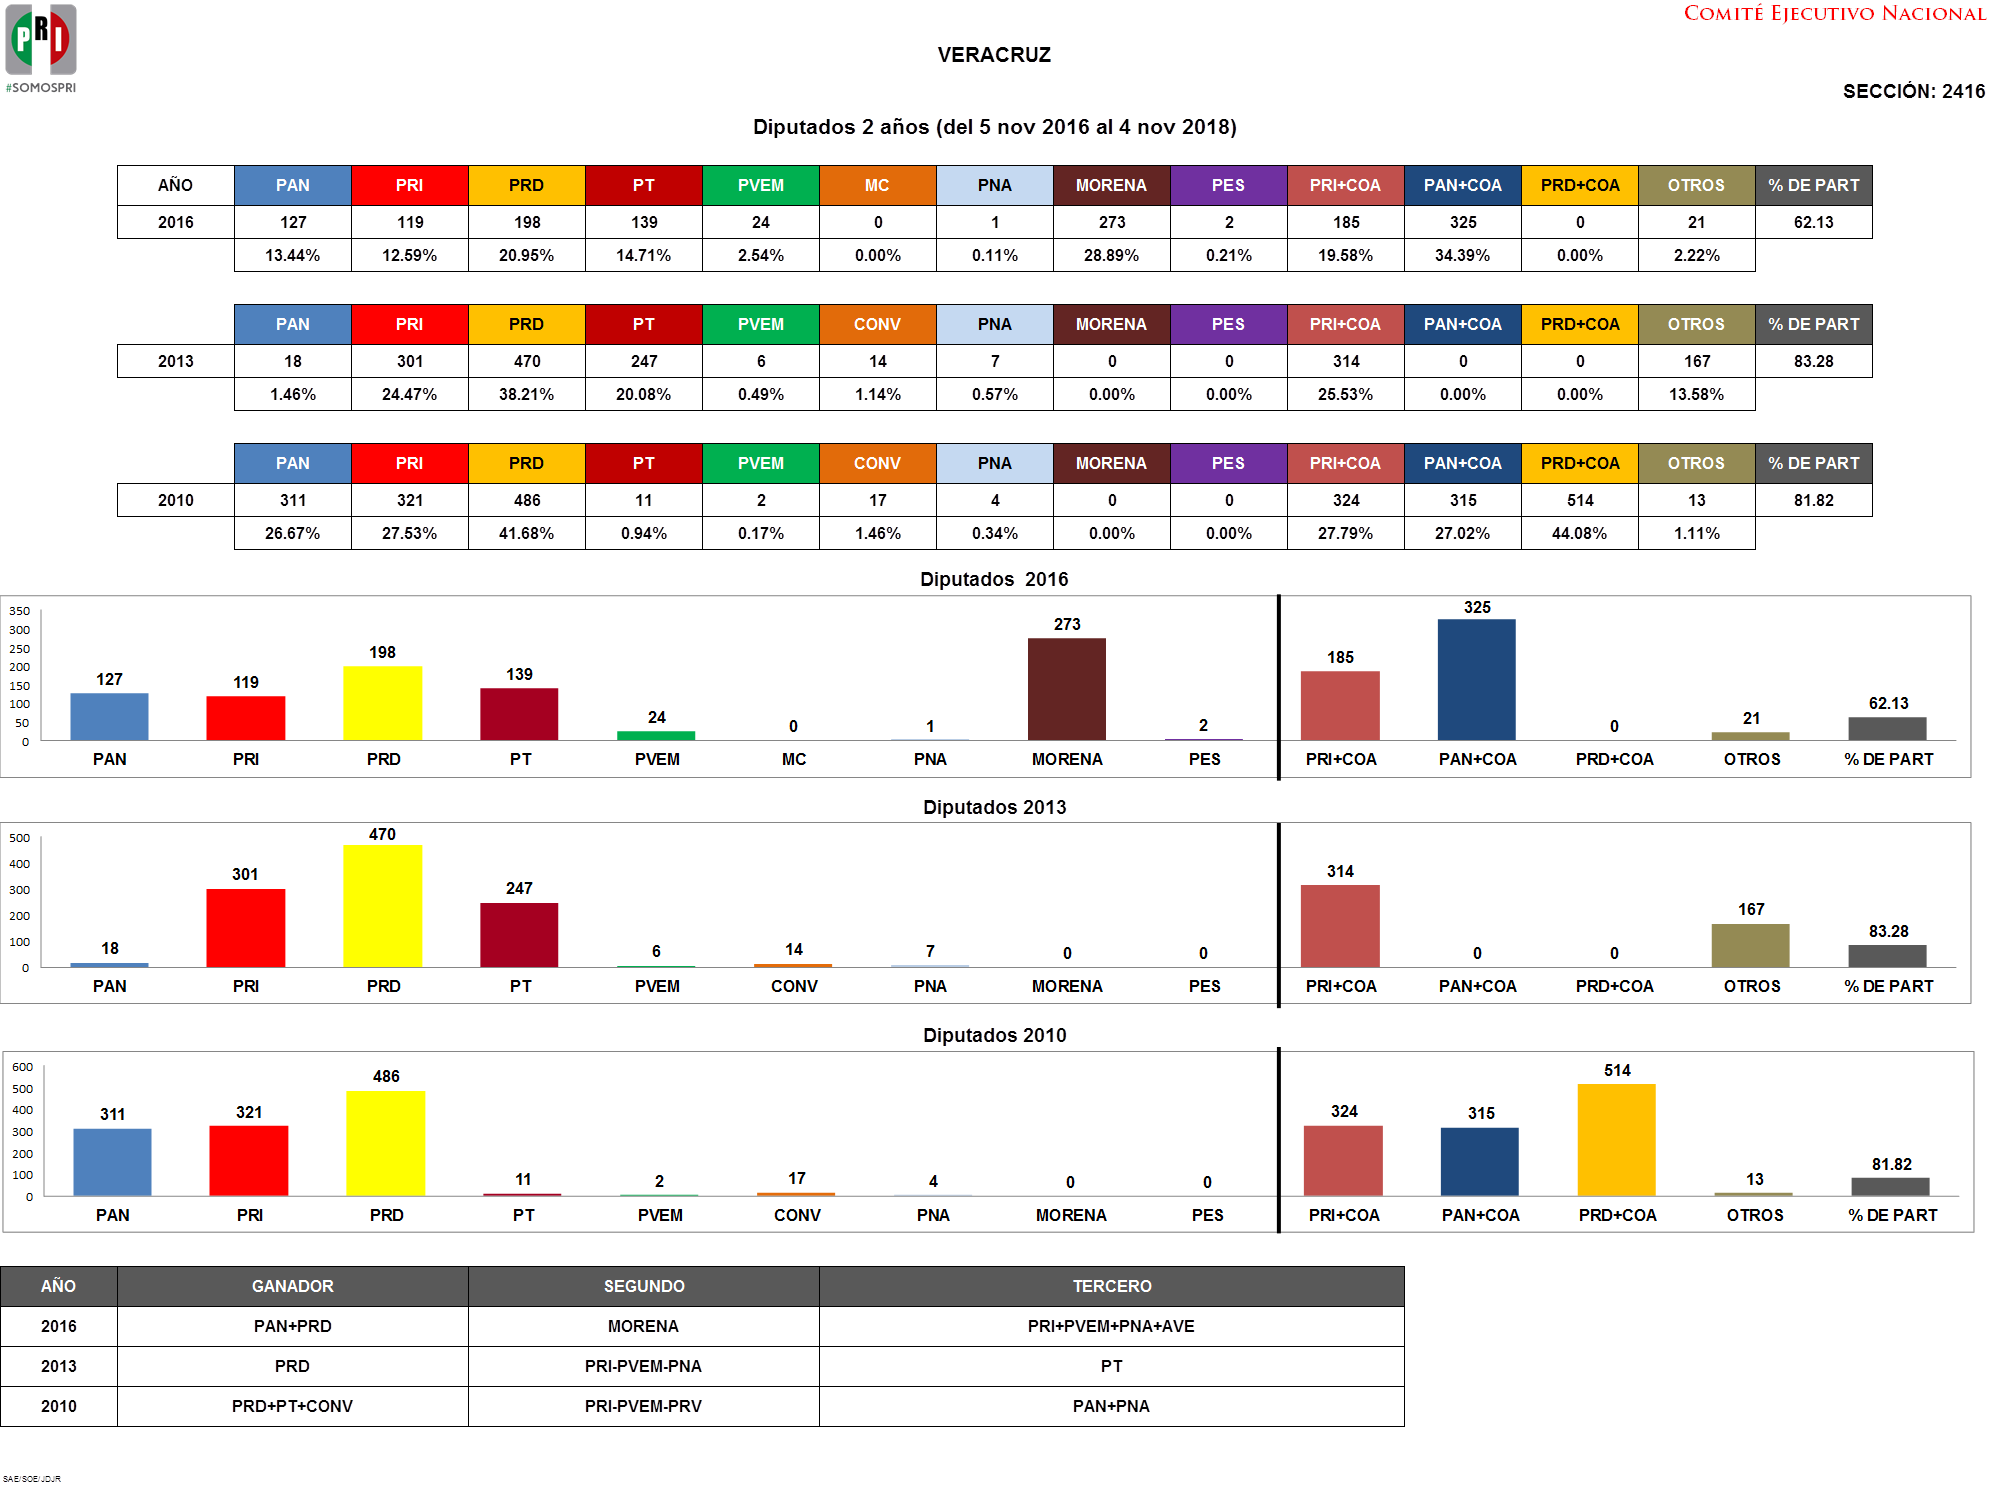 PRI
#SOMOSPRI
COMITÉ EJECUTIVO NACIONAL
VERACRUZ
SECCIÓN: 2416
Diputados 2 años (del 5 nov 2016 al 4 nov 2018)
AÑO PAN PRI PRD PT PVEM MC PNA MORENA PES PRI+COA PAN+COA PRD+COA OTROS % DE PART
2016 127 119 198 139 24 0 1 273 2 185 325 0 21 62.13
13.44% 12.59% 20.95% 14.71% 2.54% 0.00% 0.11% 28.89% 0.21% 19.58% 34.39% 0.00% 2.22%
PAN PRI PRD PT PVEM CONV PNA MORENA PES PRI+COA PAN+COA PRD+COA OTROS % DE PART
2013 18 301 470 247 6 14 7 0 0 314 0 0 167 83.28
1.46% 24.47% 38.21% 20.08% 0.49% 1.14% 0.57% 0.00% 0.00% 25.53% 0.00% 0.00% 13.58%
PAN PRI PRD PT PVEM CONV PNA MORENA PES PRI+COA PAN+COA PRD+COA OTROS % DE PART
2010 311 321 486 11 2 17 4 0 0 324 315 514 13 81.82
26.67% 27.53% 41.68% 0.94% 0.17% 1.46% 0.34% 0.00% 0.00% 27.79% 27.02% 44.08% 1.11%
Diputados 2016
350
300
250
200
150
100
50
0
127 119 198 139 24 0 1 273 2 185 325 0 21 62.13
PAN PRI PRD PT PVEM MC PNA MORENA PES PRI+COA PAN+COA PRD+COA OTROS % DE PART
Diputados 2013
500
400
300
200
100
0
18 301 470 247 6 14 7 0 0 314 0 0 167 83.28
PAN PRI PRD PT PVEM CONV PNA MORENA PES PRI+COA PAN+COA PRD+COA OTROS % DE PART
Diputados 2010
600
500
400
300
200
100
0
311 321 486 11 2 17 4 0 0 324 315 514 13 81.82
PAN PRI PRD PT PVEM CONV PNA MORENA PES PRI+COA PAN+COA PRD+COA OTROS % DE PART
AÑO GANADOR SEGUNDO TERCERO
2016 PAN+PRD MORENA PRI+PVEM+PNA+AVE
2013 PRD PRI-PVEM-PNA PT
2010 PRD+PT+CONV PRI-PVEM-PRV PAN+PNA
SAE/SOE/JDJR